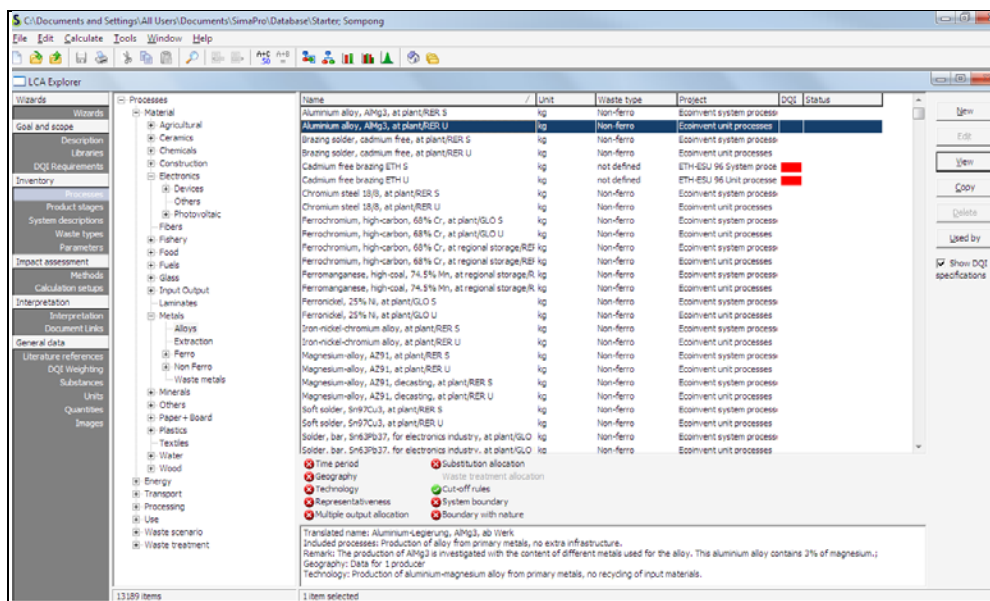 S C:\Documents and Settings\All Users\Documents\SimaPro\Database\Starter; Sompong
File Edit Calculate Tools Window Help
A+B
LCA Explorer
Wizards
Wizards
Goal and scope
Description
Libraries
DQI Requirements
Inventory
Processes
Product stages
System descriptions
Waste types
Parameters
Impact assessment
Methods
Calculation setups
Interpretation
Interpretation
Document Links
General data
Literature references
DQI Weighting
Substances
Units
Quantities
Images
Processes
Material
Agricultural
Ceramics
Chemicals
Construction
Electronics
Devices
Others
Photovoltaic
Fibers
Fishery
Food
Fuels
Glass
Input Output
Laminates
Metals
Alloys
Extraction
Ferro
Non Ferro
Waste metals
Minerals
Others
Paper+ Board
Plastics
Textiles
Water
Wood
Energy
Transport
Processing
Use
Waste scenario
Waste treatment
13189 items
Name / Unit Waste type Project DQI Status
Aluminium alloy, AlMg3, at plant/RER S kg Non-ferro Ecoinvent system process
Aluminium alloy, AlMg3, at plant/RER U kg Non-ferro Ecoinvent unit processes
Brazing solder, cadmium free, at plant/RER S kg Non-ferro Ecoinvent system process
Brazing solder, cadmium free, at plant/RER U kg Non-ferro Ecoinvent unit processes
Cadmium free brazing ETH S kg not defined ETH-ESU 96 System proce
Cadmium free brazing ETH U kg not defined ETH-ESU 96 Unit processe
Chromium steel 18/8, at plant/RER S kg Non-ferro Ecoinvent system process
Chromium steel 18/8, at plant/RER U kg Non-ferro Ecoinvent unit processes
Ferrochromium, high-carbon, 68% Cr, at plant/GLO S kg Non-ferro Ecoinvent system process
Ferrochromium, high-carbon, 68% Cr, at plant/GLO U kg Non-ferro Ecoinvent unit processes
Ferrochromium, high-carbon, 68% Cr, at regional storage/REF kg Non-ferro Ecoinvent system process
Ferrochromium, high-carbon, 68% Cr, at regional storage/REF kg Non-ferro Ecoinvent unit processes
Ferromanganese, high-coal, 74.5% Mn, at regional storage/R kg Non-ferro Ecoinvent system process
Ferromanganese, high-coal, 74.5% Mn, at regional storage/R kg Non-ferro Ecoinvent unit processes
Ferronickel, 25% Ni, at plant/GLO S kg Non-ferro Ecoinvent system process
Ferronickel, 25% Ni, at plant/GLO U kg Non-ferro Ecoinvent unit processes
Iron-nickel-chromium alloy, at plant/RER S kg Non-ferro Ecoinvent system process
Iron-nickel-chromium alloy, at plant/RER U kg Non-ferro Ecoinvent unit processes
Magnesium-alloy, AZ91, at plant/RER S kg Non-ferro Ecoinvent system process
Magnesium-alloy, AZ91, at plant/RER U kg Non-ferro Ecoinvent unit processes
Magnesium-alloy, AZ91, diecasting, at plant/RER S kg Non-ferro Ecoinvent system process
Magnesium-alloy, AZ91, diecasting, at plant/RER U kg Non-ferro Ecoinvent unit processes
Soft solder, Sn97Cu3, at plant/RER S kg Non-ferro Ecoinvent system process
Soft solder, Sn97Cu3, at plant/RER U kg Non-ferro Ecoinvent unit processes
Solder, bar, Sn63Pb37, for electronics industry, at plant/GLO kg Non-ferro Ecoinvent system process
Solder, bar, Sn63Pb37, for electronics industry, at plant/GLO kg Non-ferro Ecoinvent unit processes
Time period Substitution allocation
Geography Waste treatment allocation
Technology Cut-off rules
Representativeness System boundary
Multiple output allocation Boundary with nature
Translated name: Aluminium-Legierung, AlMg3, ab Werk
Included processes: Production of alloy from primary metals, no extra infrastructure.
Remark: The production of AlMg3 is investigated with the content of different metals used for the alloy. This aluminium alloy contains 3% of magnesium.;
Geography: Data for 1 producer
Technology: Production of aluminum-magnesium alloy from primary metals, no recycling of input materials.
1 item selected
New
Edit
View
Copy
Delete
Used by
Show DQI
specifications